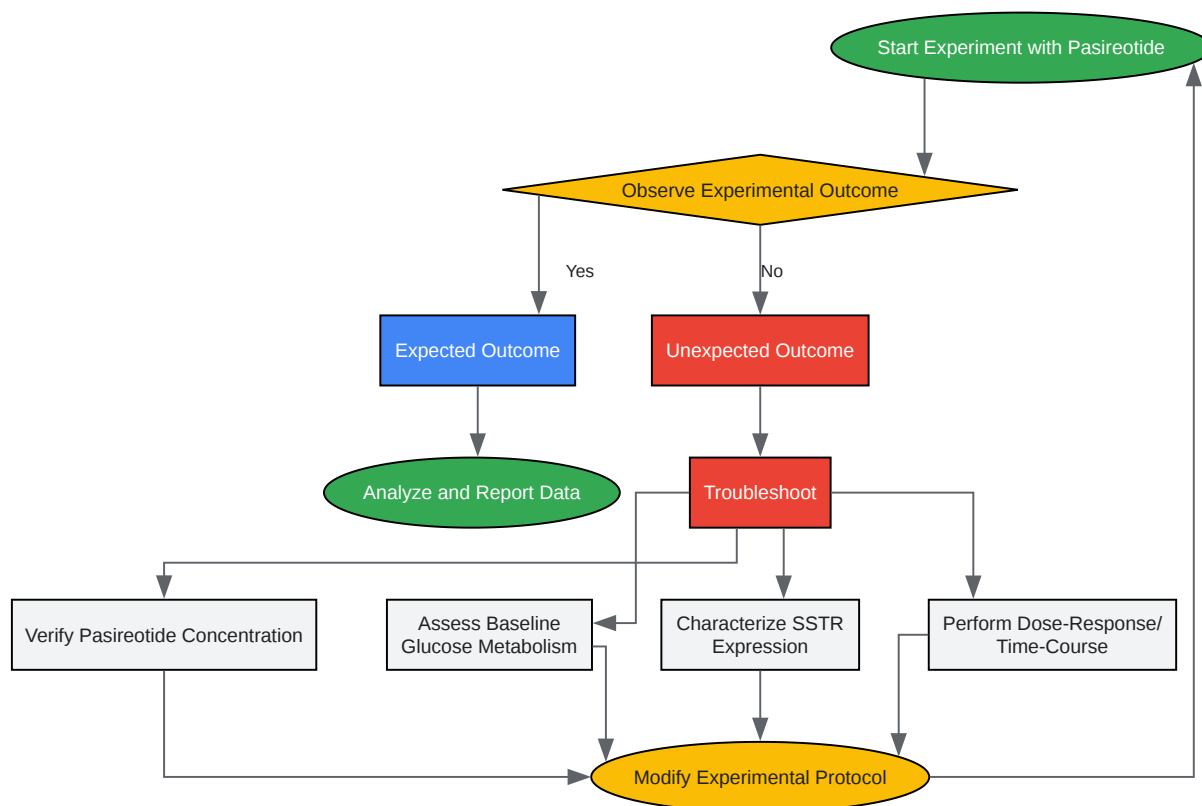 Start Experiment with Pasireotide
Observe Experimental Outcome
Yes
No
Expected Outcome
Unexpected Outcome
Analyze and Report Data
Troubleshoot
Verify Pasireotide Concentration
Assess Baseline
Glucose Metabolism
Characterize SSTR
Expression
Perform Dose-Response/
Time-Course
Modify Experimental Protocol